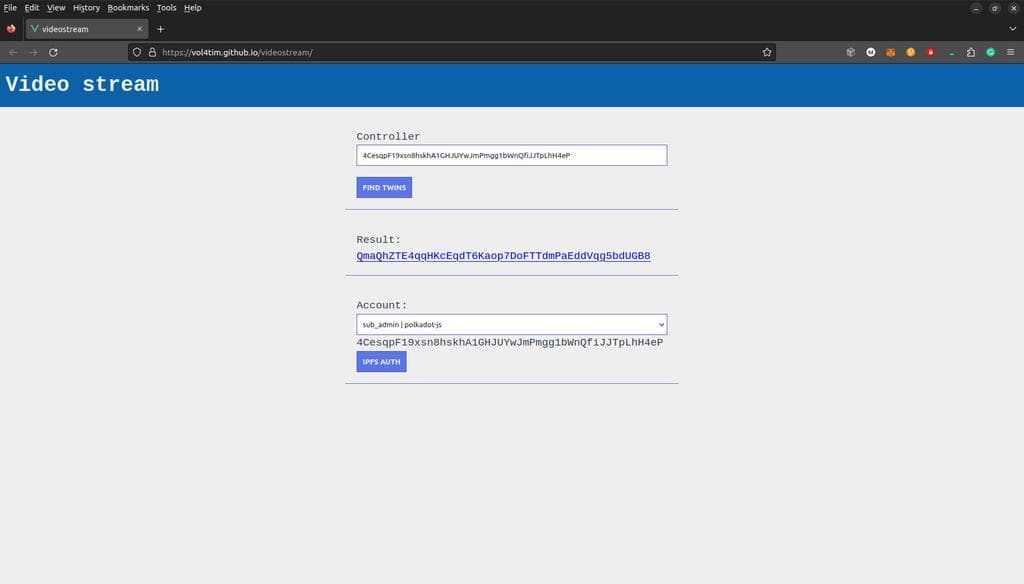 File Edit View History Bookmarks Tools Help
videostream
https://vol4tim.github.io/videostream/
Video stream
Controller
4CesqpF19xsn8hskhA1GHJUYwJmPmgg1bWnQfiJJTpLhH4eP
FIND TWINS
Result:
QmaQhZTE4qqHKcEqdT6Kaop7DoFTTdmPaEddVqg5bdUGB8
Account:
sub_admin | polkadot-js
4CesqpF19xsn8hskhA1GHJUYwJmPmgg1bWnQfiJJTpLhH4eP
IPFS AUTH